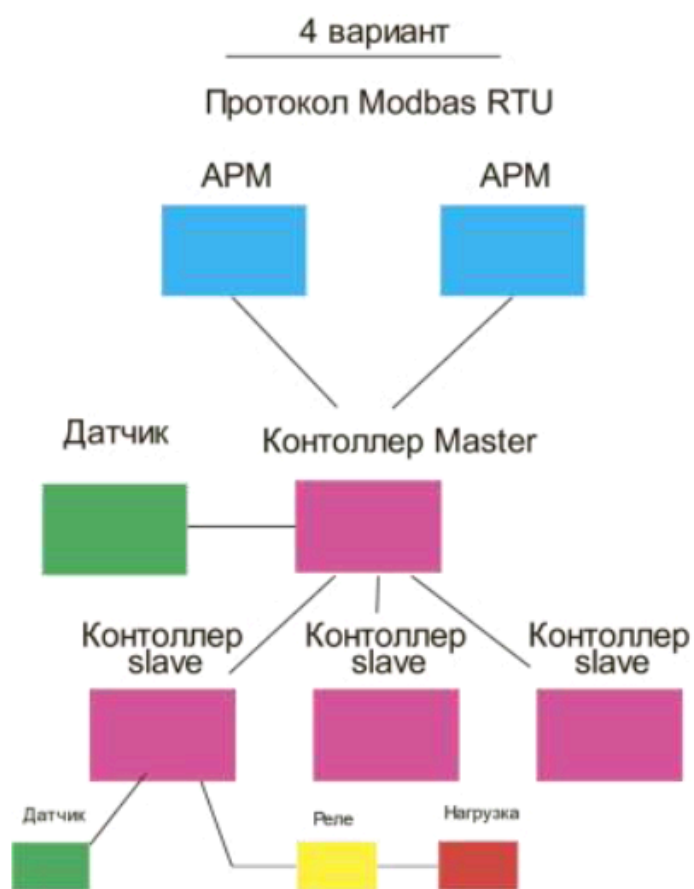 4 вариант
Протокол Modbas RTU
АРМ АРМ
Датчик
Контоллер Master
Контоллер Контоллер Контоллер
slave slave slave
Датчик Реле Нагрузка